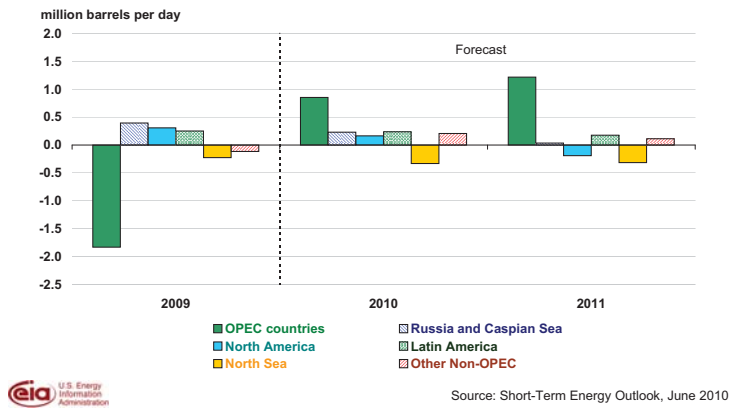 million barrels per day
2.0
Forecast
1.5
1.0
0.5
0.0
-0.5
-1.0
-1.5
-2.0
-2.5
2009 2010 2011
OPEC countries Russia and Caspian Sea
North America Latin America
North Sea Other Non-OPEC
eia U.S. Energy
Information
Administration
Source: Short-Term Energy Outlook, June 2010